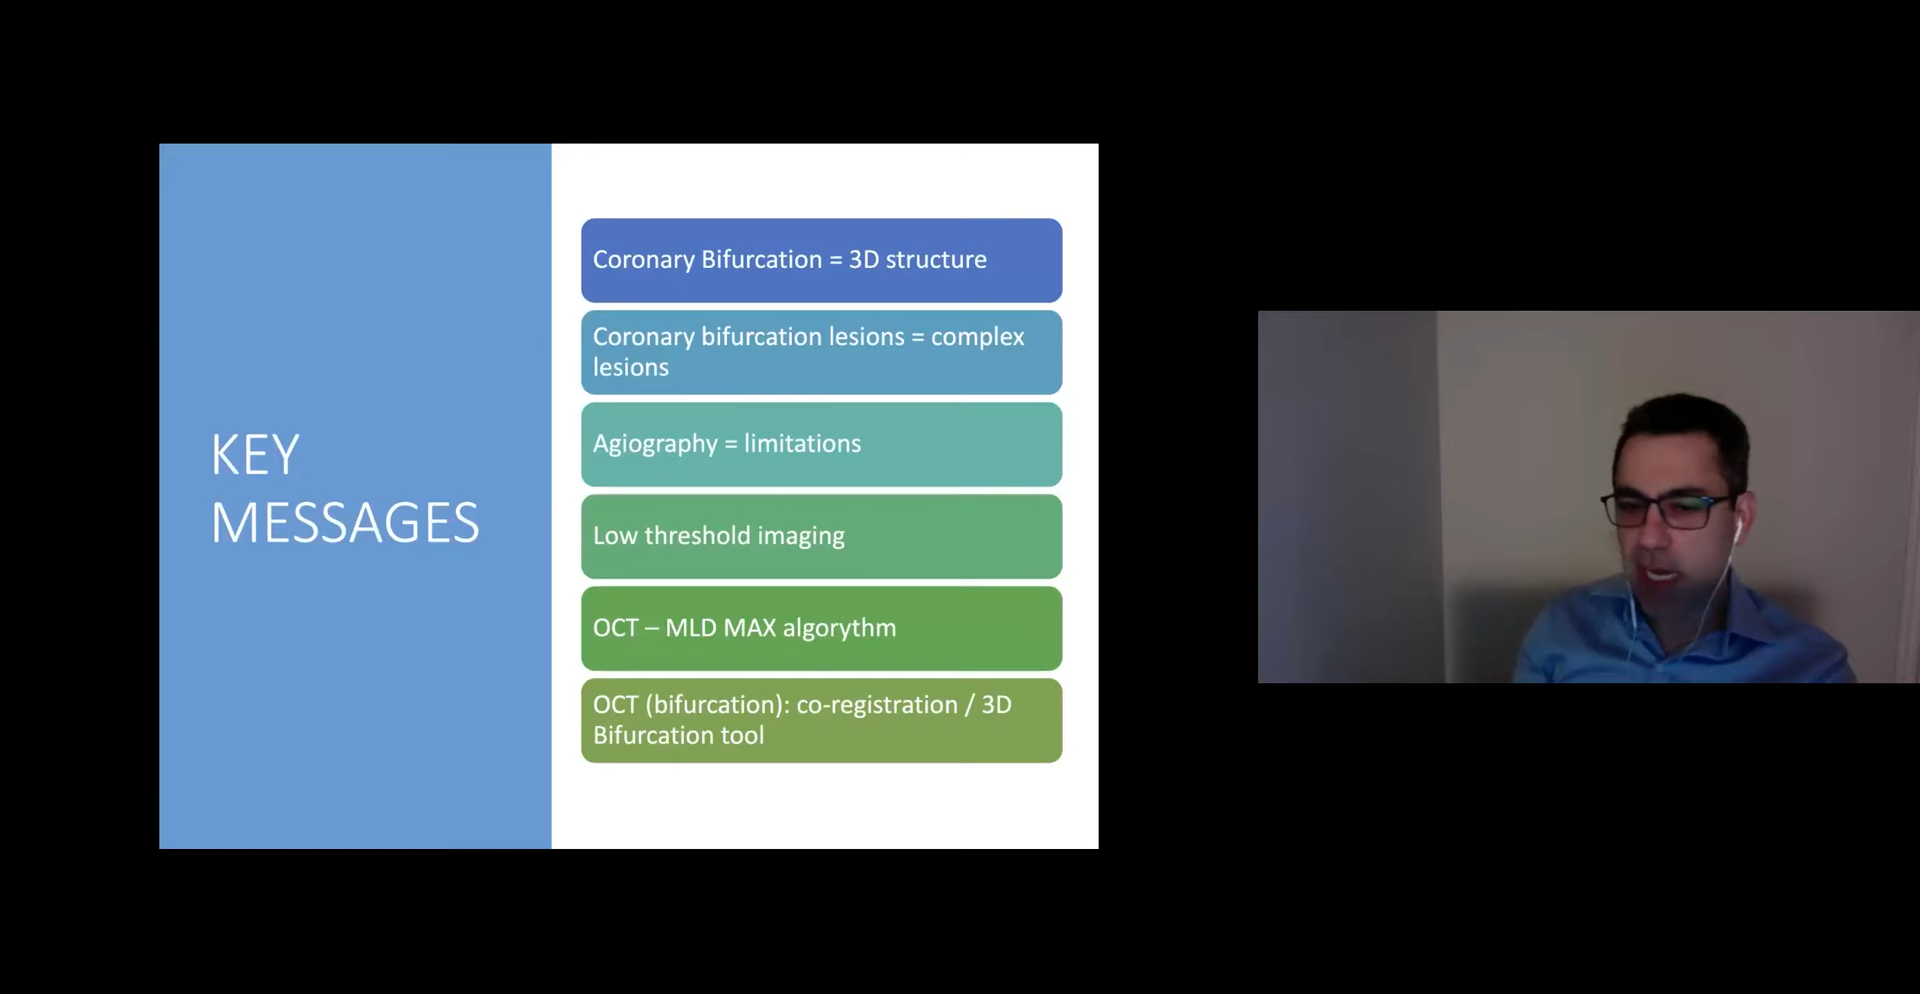 KEY
MESSAGES
Coronary Bifurcation = 3D structure
Coronary bifurcation lesions = complex
lesions
Agiography = limitations
Low threshold imaging
OCT – MLD MAX algorythm
OCT (bifurcation): co-registration / 3D
Bifurcation tool